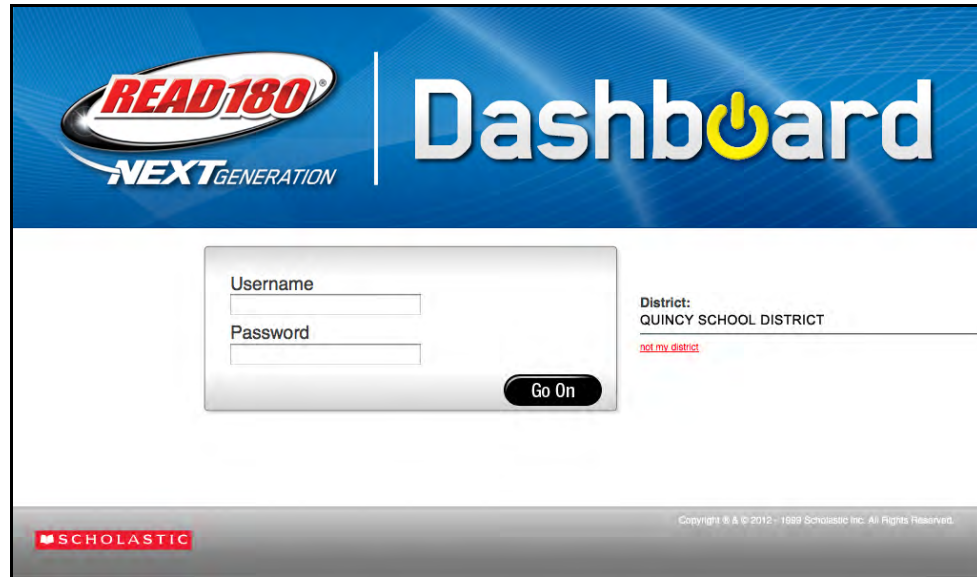 READ180®
NEXT GENERATION
Dashboard
Username
Password
Go On
District:
QUINCY SCHOOL DISTRICT
not my district
Copyright ® & © 2012 - 1999 Scholastic Inc. All Rights Reserved.
SCHOLASTIC